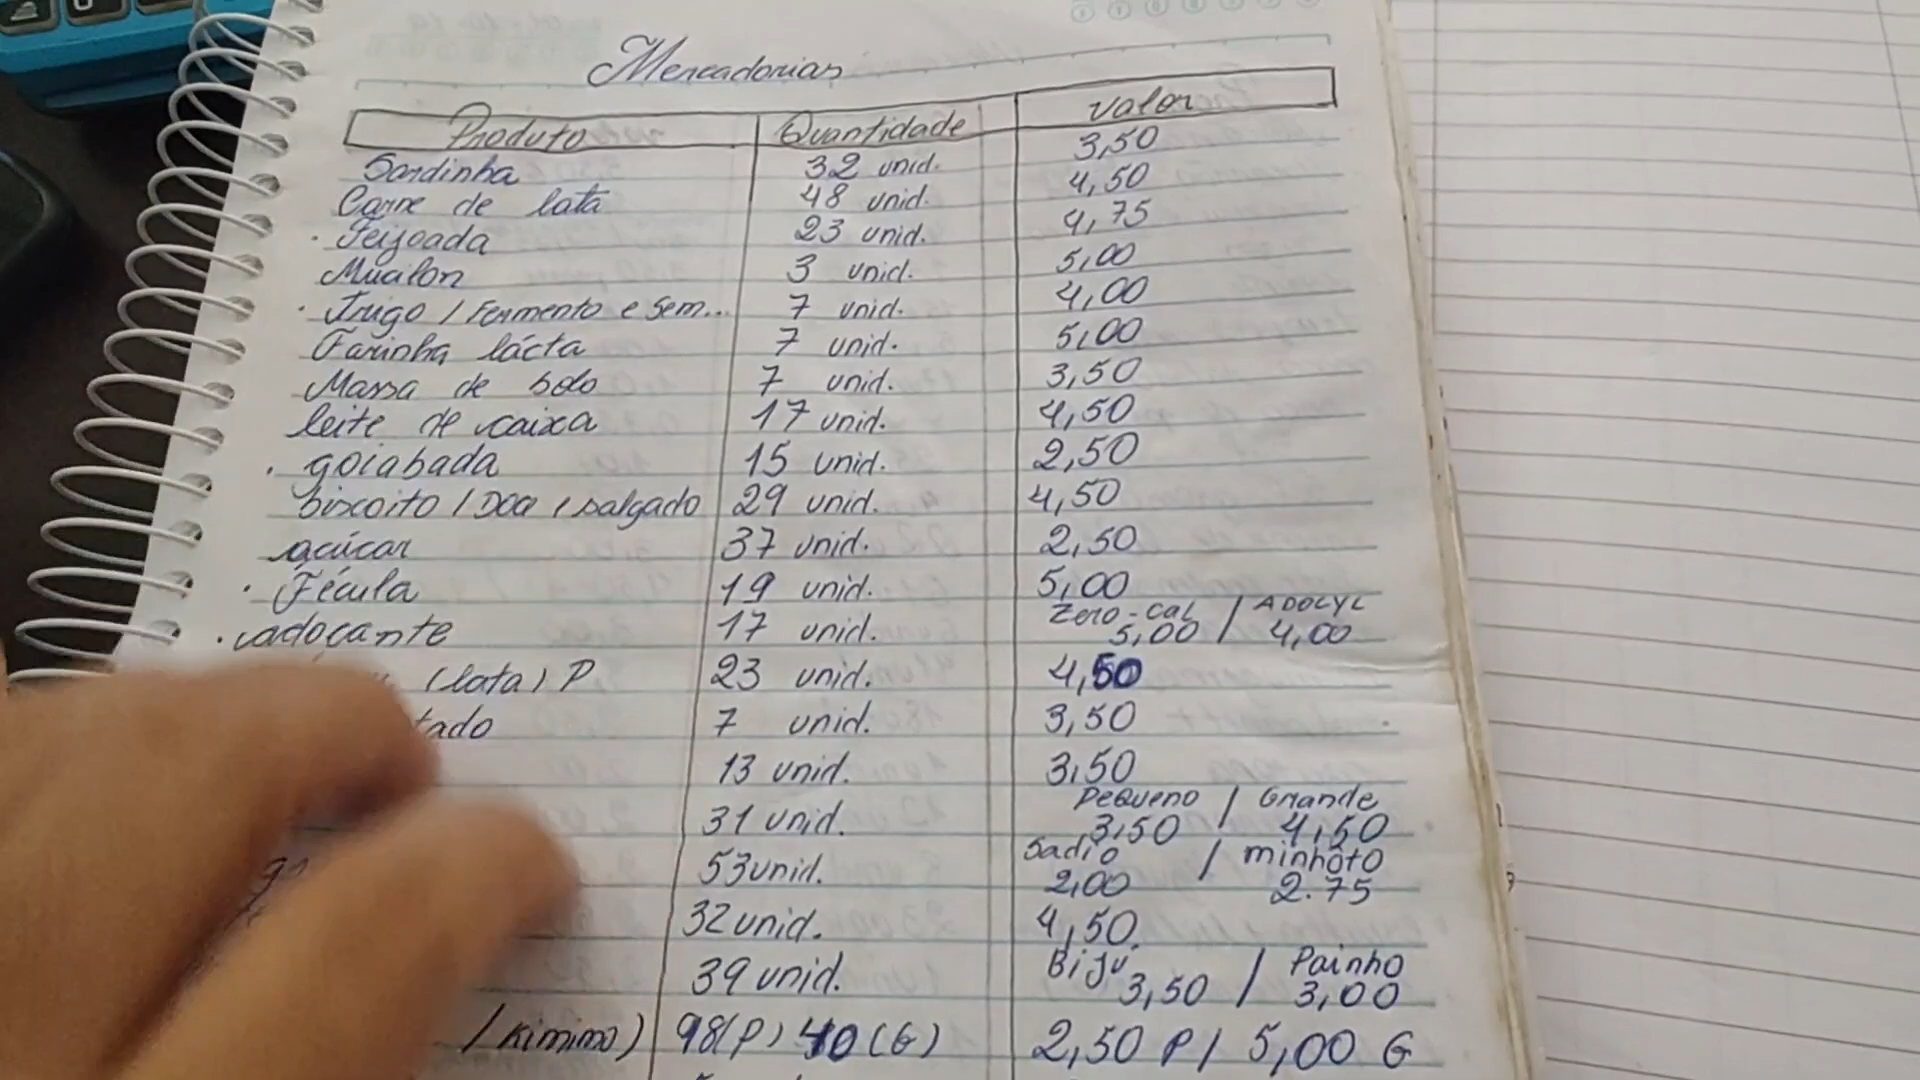 Mercadorias
Produto Quantidade Valor
Sardinha 32 unid. 3,50
Carne de lata 48 unid. 4,50
. Feijoada 23 unid. 4,75
Mucilon 3 unid. 5,00
. Trigo / Fermento e Sem... 7 unid. 4,00
Farinha lácta 7 unid. 5,00
Massa de bolo 7 unid. 3,50
leite de caixa 17 unid. 4,50
. goiabada 15 unid. 2,50
biscoito / Doce / salgado 29 unid. 4,50
açúcar 37 unid. 2,50
. Fécula 19 unid. 5,00
. adoçante 17 unid. Zero-cal 5,00 / ADOCYL 4,00
(lata) P 23 unid. 4,50
tado 7 unid. 3,50
13 unid. 3,50
31 unid. Pequeno 3,50 / Grande 4,50
53 unid. Sadio 2,00 / minhoto 2.75
32 unid. 4,50
39 unid. Bijú 3,50 / Painho 3,00
/ Kimimo) 98(P) 40(G) 2,50 P / 5,00 G